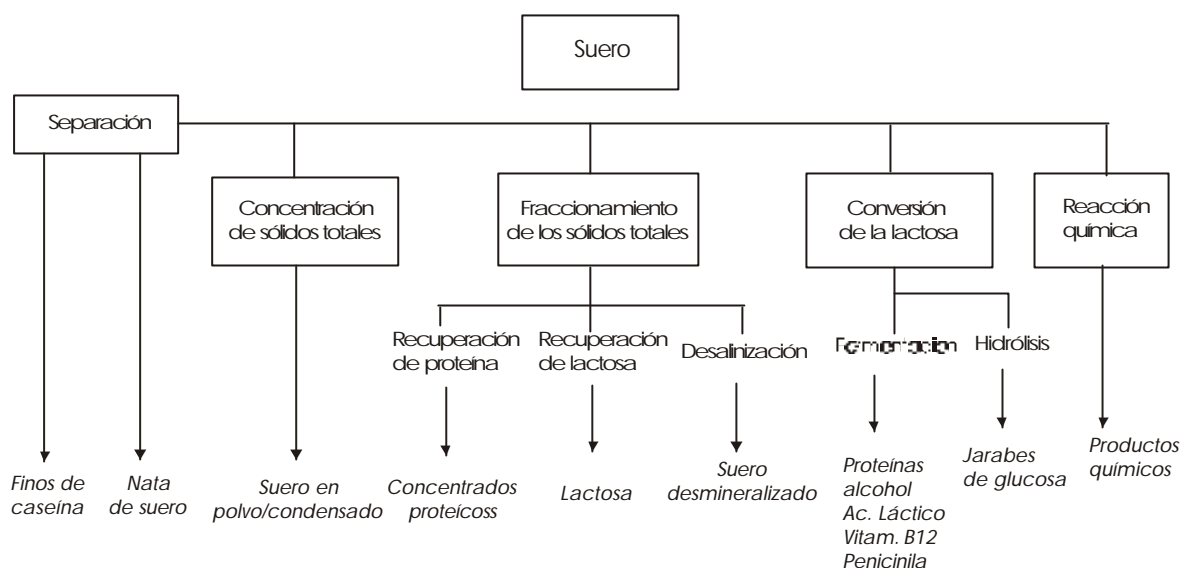 Suero
Separación
Concentración
de sólidos totales
Fraccionamiento
de los sólidos totales
Conversión
de la lactosa
Reacción
química
Recuperación
de proteína
Recuperación
de lactosa
Desalinización
Fermentacion
Hidrólisis
Finos de
caseína
Nata
de suero
Suero en
polvo/condensado
Concentrados
proteícoss
Lactosa
Suero
desmineralizado
Proteínas
alcohol
Ac. Láctico
Vitam. B12
Penicinila
Jarabes
de glucosa
Productos
químicos